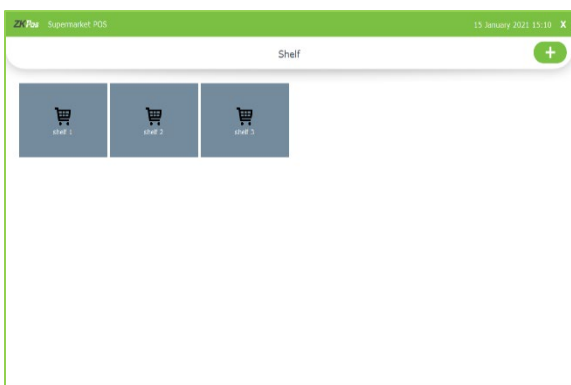 ZKPos Supermarket POS 15 January 2021 15:10 X
Shelf +
shelf 1 shelf 2 shelf 3